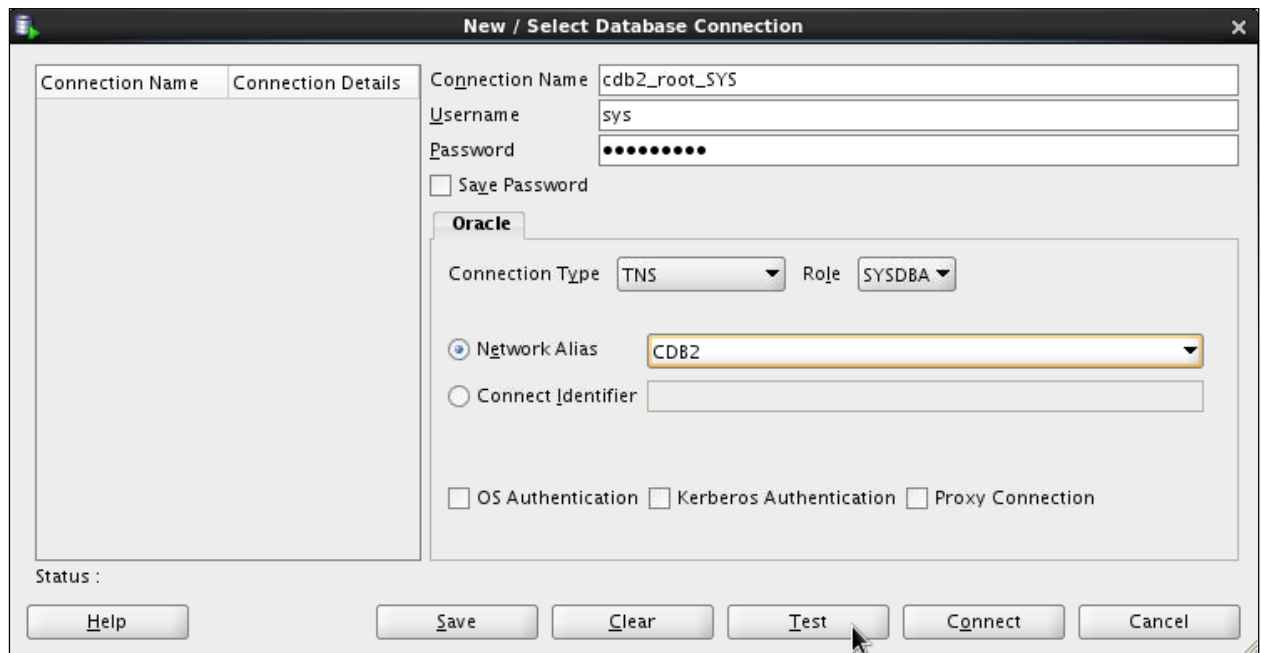 New / Select Database Connection
Connection Name Connection Details
Connection Name cdb2_root_SYS
Username sys
Password •••••••••
Save Password
Oracle
Connection Type TNS Role SYSDBA
Network Alias CDB2
Connect Identifier
OS Authentication Kerberos Authentication Proxy Connection
Status :
Help Save Clear Test Connect Cancel